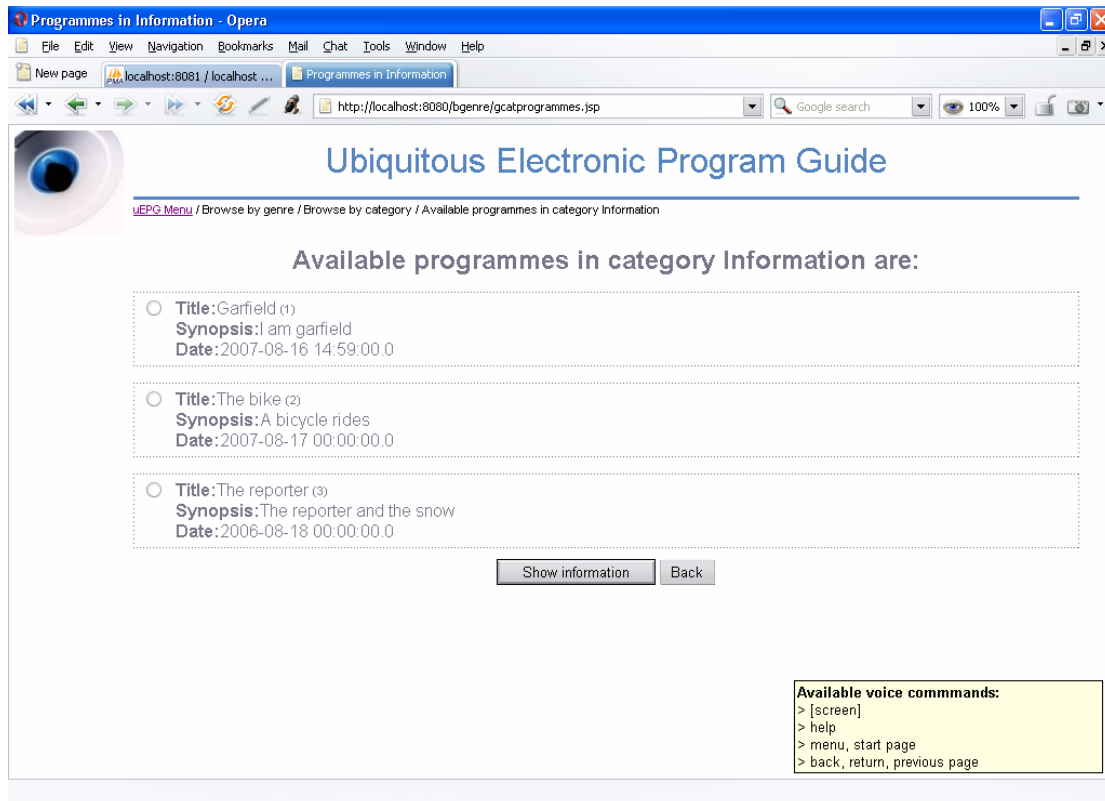 Programmes in Information - Opera
File Edit View Navigation Bookmarks Mail Chat Tools Window Help
New page PMA localhost:8081 / localhost ... Programmes in Information
http://localhost:8080/bgenre/gcatprogrammes.jsp Google search 100%
Ubiquitous Electronic Program Guide
uEPG Menu / Browse by genre / Browse by category / Available programmes in category Information
Available programmes in category Information are:
Title:Garfield (1)
Synopsis:I am garfield
Date:2007-08-16 14:59:00.0
Title:The bike (2)
Synopsis:A bicycle rides
Date:2007-08-17 00:00:00.0
Title:The reporter (3)
Synopsis:The reporter and the snow
Date:2006-08-18 00:00:00.0
Show information Back
Available voice commmands:
> [screen]
> help
> menu, start page
> back, return, previous page